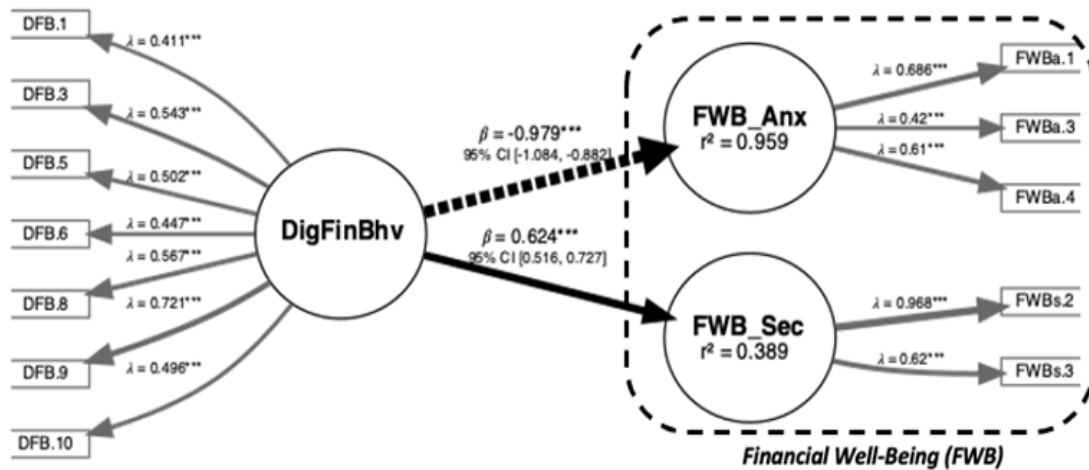 DFB.1
λ = 0.411***
DFB.3
λ = 0.543***
DFB.5
λ = 0.502***
DFB.6
λ = 0.447***
λ = 0.567***
DFB.8
λ = 0.721***
DFB.9
λ = 0.496***
DFB.10
DigFinBhv
β = -0.979***
95% CI [-1.084, -0.882]
β = 0.624***
95% CI [0.516, 0.727]
FWB_Anx
r² = 0.959
λ = 0.686***
FWBa.1
λ = 0.42***
FWBa.3
λ = 0.61***
FWBa.4
FWB_Sec
r² = 0.389
λ = 0.968***
FWBs.2
λ = 0.62***
FWBs.3
Financial Well-Being (FWB)